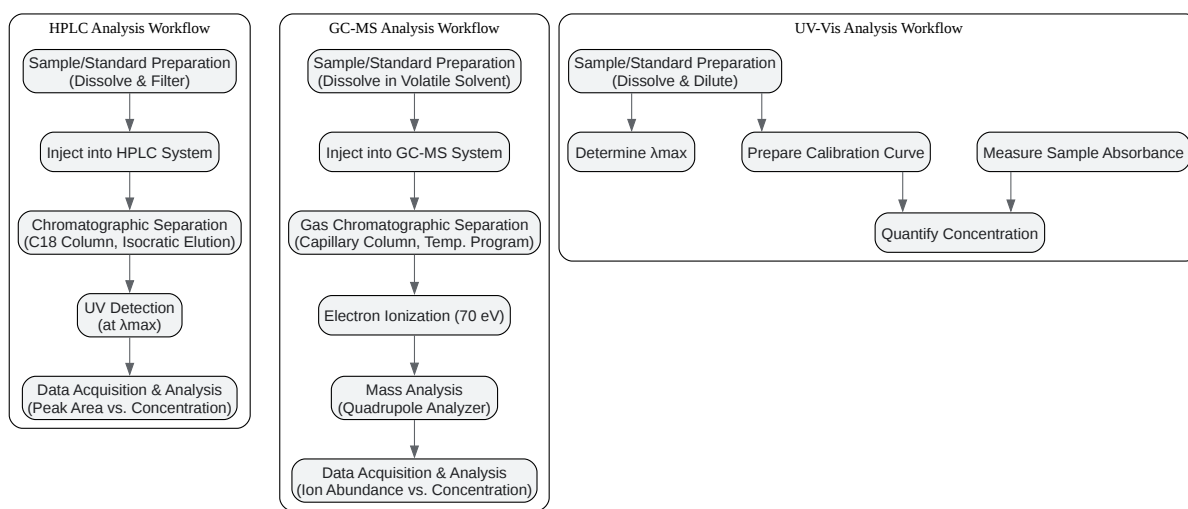 HPLC Analysis Workflow
Sample/Standard Preparation
(Dissolve & Filter)
Inject into HPLC System
Chromatographic Separation
(C18 Column, Isocratic Elution)
UV Detection
(at λmax)
Data Acquisition & Analysis
(Peak Area vs. Concentration)
GC-MS Analysis Workflow
Sample/Standard Preparation
(Dissolve in Volatile Solvent)
Inject into GC-MS System
Gas Chromatographic Separation
(Capillary Column, Temp. Program)
Electron Ionization (70 eV)
Mass Analysis
(Quadrupole Analyzer)
Data Acquisition & Analysis
(Ion Abundance vs. Concentration)
UV-Vis Analysis Workflow
Sample/Standard Preparation
(Dissolve & Dilute)
Determine λmax
Prepare Calibration Curve
Measure Sample Absorbance
Quantify Concentration